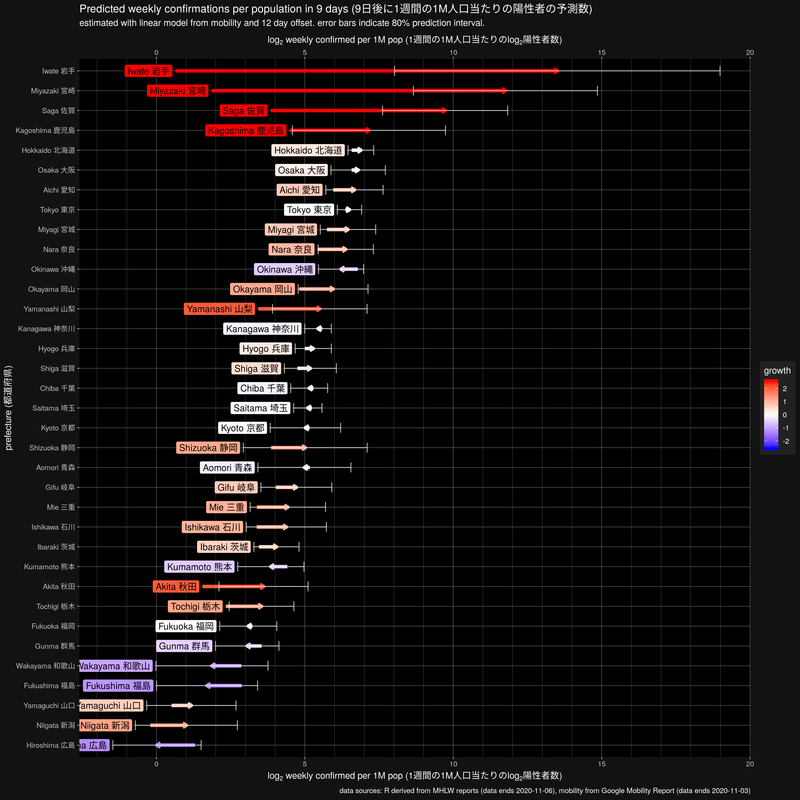 Predicted weekly confirmations per population in 9 days (9日後に1週間の1M人口当たりの陽性者の予測数)
estimated with linear model from mobility and 12 day offset. error bars indicate 80% prediction interval.
log2 weekly confirmed per 1M pop (1週間の1M人口当たりのlog2陽性者数)
0 5 10 15 20
Iwate 岩手 Iwate 岩手
Miyazaki 宮崎 Miyazaki 宮崎
Saga 佐賀 Saga 佐賀
Kagoshima 鹿児島 Kagoshima 鹿児島
Hokkaido 北海道 Hokkaido 北海道
Osaka 大阪 Osaka 大阪
Aichi 愛知 Aichi 愛知
Tokyo 東京 Tokyo 東京
Miyagi 宮城 Miyagi 宮城
Nara 奈良 Nara 奈良
Okinawa 沖縄 Okinawa 沖縄
Okayama 岡山 Okayama 岡山
Yamanashi 山梨 Yamanashi 山梨
Kanagawa 神奈川 Kanagawa 神奈川
Hyogo 兵庫 Hyogo 兵庫
Shiga 滋賀 Shiga 滋賀
Chiba 千葉 Chiba 千葉
Saitama 埼玉 Saitama 埼玉
Kyoto 京都 Kyoto 京都
Shizuoka 静岡 Shizuoka 静岡
Aomori 青森 Aomori 青森
Gifu 岐阜 Gifu 岐阜
Mie 三重 Mie 三重
Ishikawa 石川 Ishikawa 石川
Ibaraki 茨城 Ibaraki 茨城
Kumamoto 熊本 Kumamoto 熊本
Akita 秋田 Akita 秋田
Tochigi 栃木 Tochigi 栃木
Fukuoka 福岡 Fukuoka 福岡
Gunma 群馬 Gunma 群馬
Wakayama 和歌山 Wakayama 和歌山
Fukushima 福島 Fukushima 福島
Yamaguchi 山口 amaguchi 山口
Niigata 新潟 Niigata 新潟
Hiroshima 広島 a 広島
0 5 10 15 20
log2 weekly confirmed per 1M pop (1週間の1M人口当たりのlog2陽性者数)
prefecture (都道府県)
growth
2
1
0
-1
-2
data sources: R derived from MHLW reports (data ends 2020-11-06), mobility from Google Mobility Report (data ends 2020-11-03)